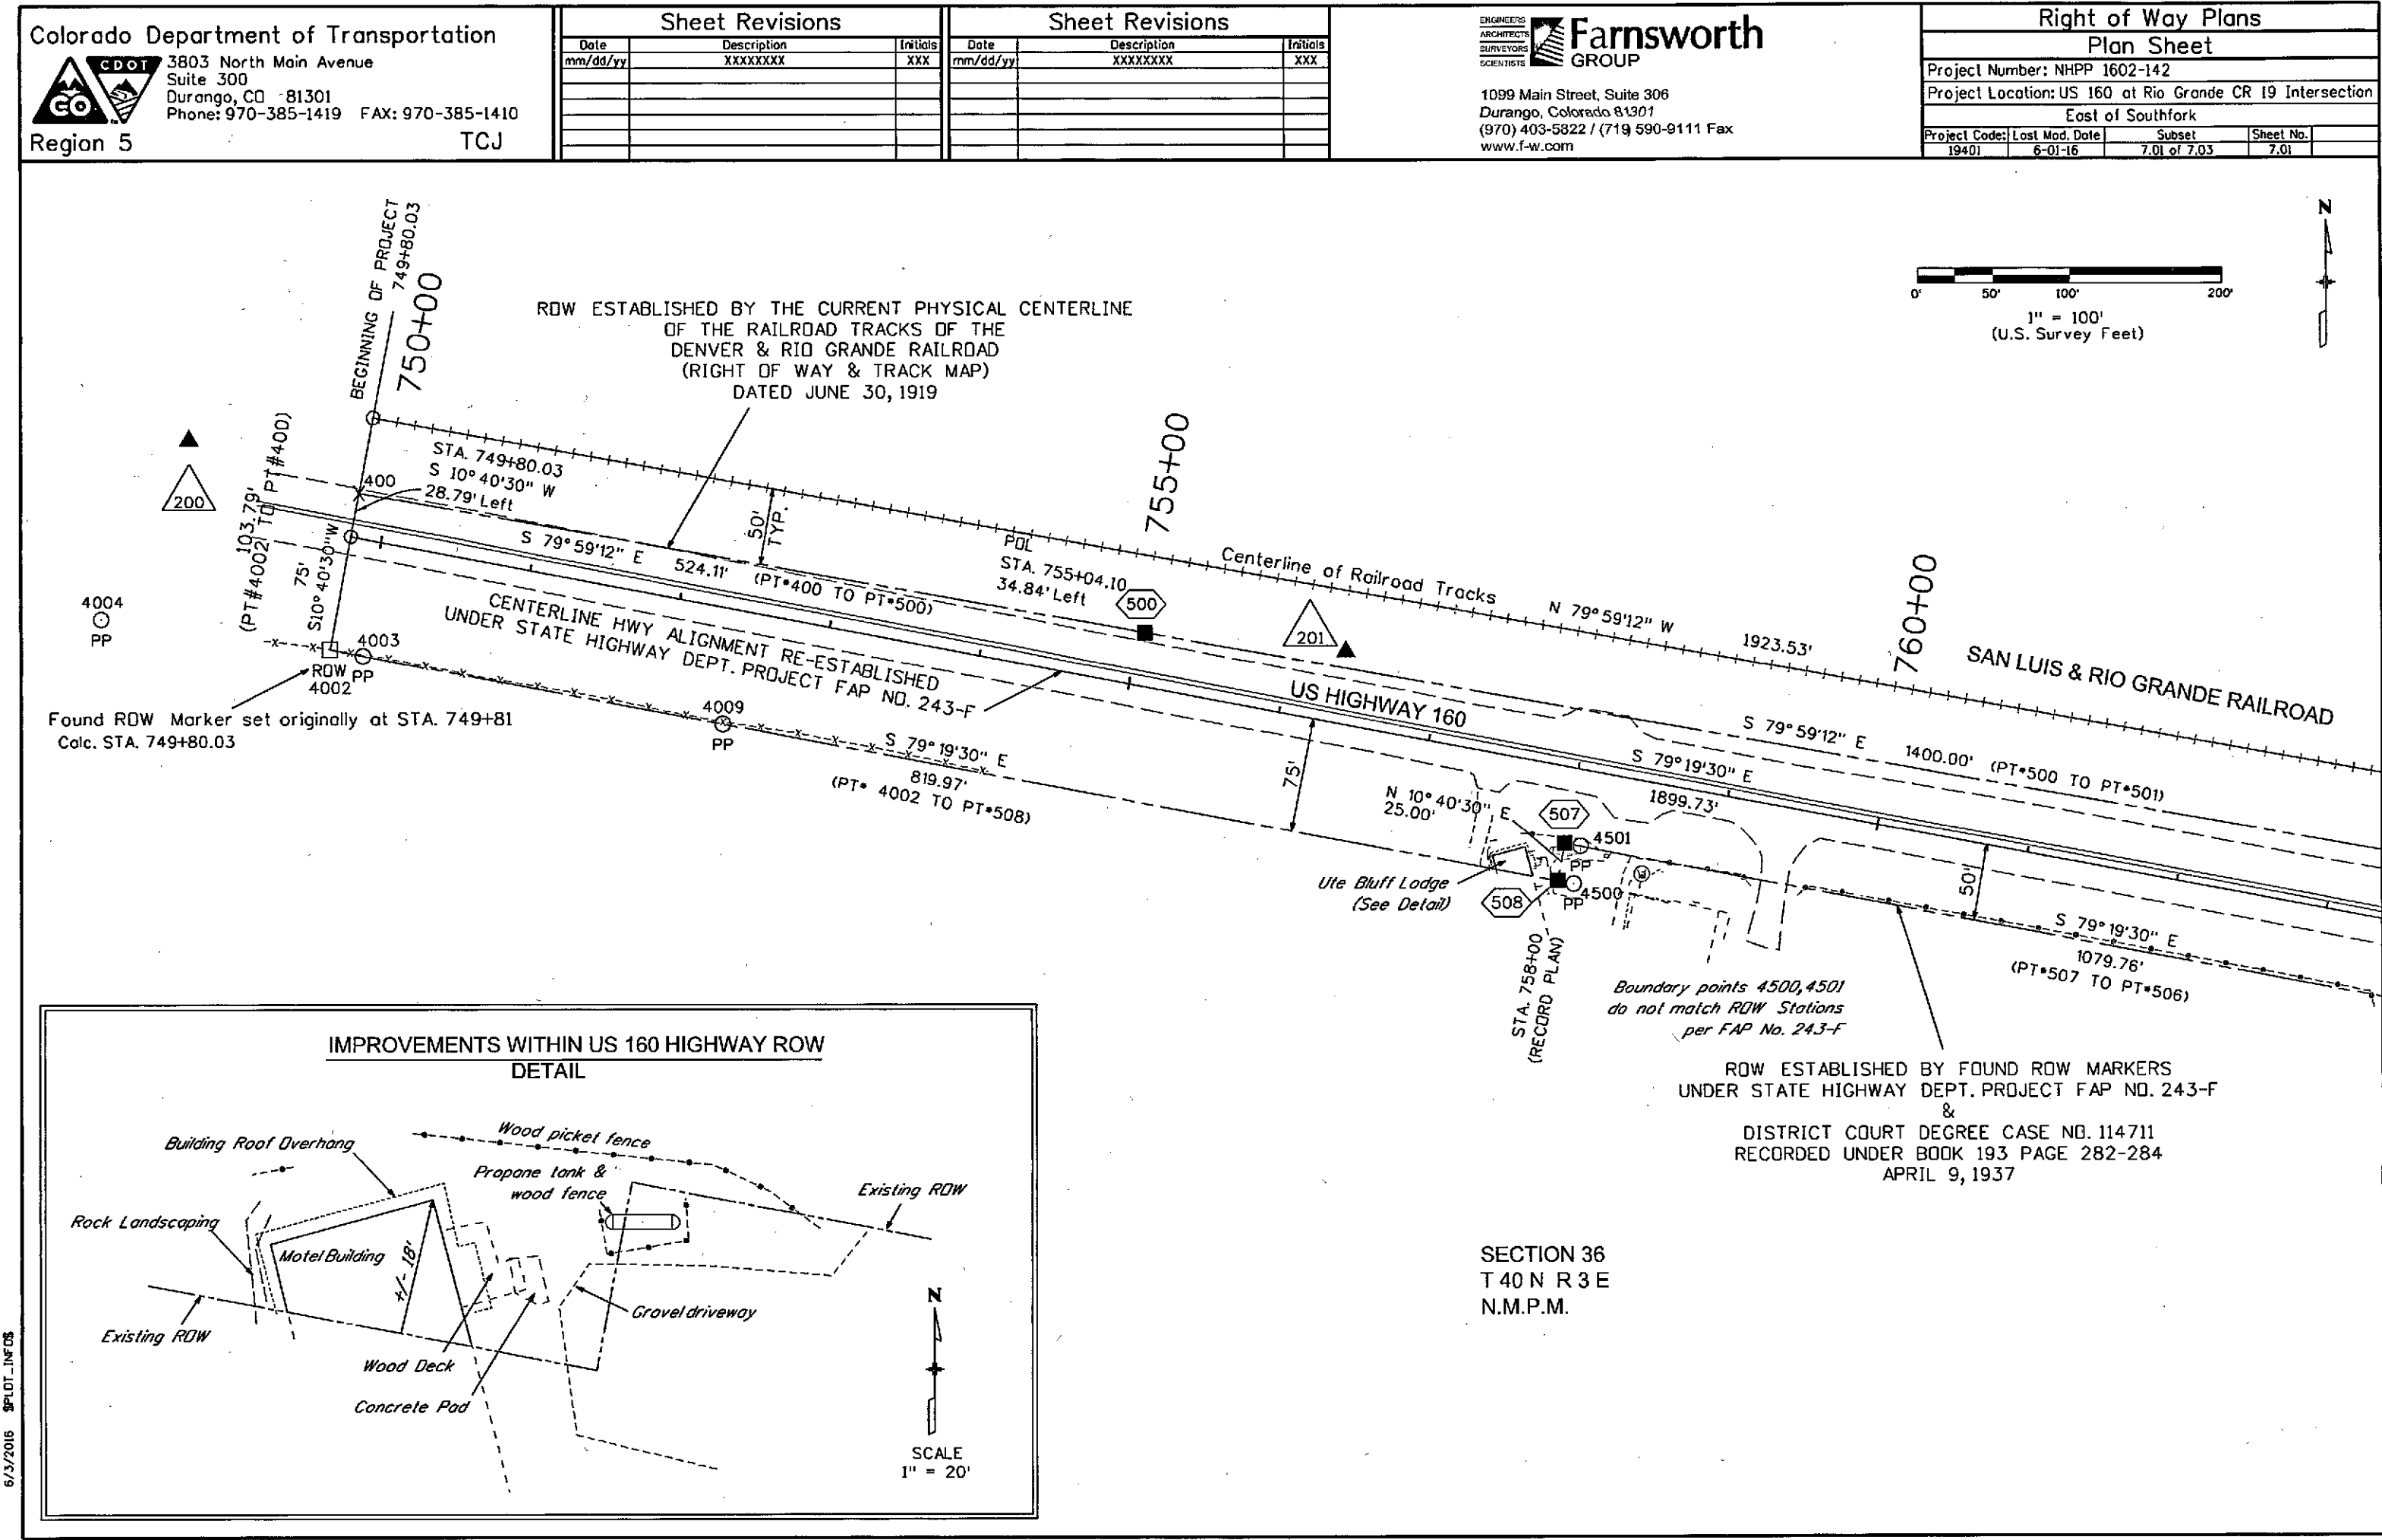 Colorado Department of Transportation
CDOT
CO
3803 North Main Avenue
Suite 300
Durango, CO 81301
Phone: 970-385-1419 FAX: 970-385-1410
Region 5 TCJ
Sheet Revisions
Date Description Initials
mm/dd/yy XXXXXXXX XXX
Sheet Revisions
Date Description Initials
mm/dd/yy XXXXXXXX XXX
ENGINEERS
ARCHITECTS
SURVEYORS
SCIENTISTS
Farnsworth
GROUP
1099 Main Street, Suite 306
Durango, Colorado 81301
(970) 403-5822 / (719) 590-9111 Fax
www.f-w.com
Right of Way Plans
Plan Sheet
Project Number: NHPP 1602-142
Project Location: US 160 at Rio Grande CR 19 Intersection
East of Southfork
Project Code: Last Mod. Date Subset Sheet No.
19401 6-01-16 7.01 of 7.03 7.01
N
0' 50' 100' 200'
1" = 100'
(U.S. Survey Feet)
BEGINNING OF PROJECT
749+80.03
750+00
ROW ESTABLISHED BY THE CURRENT PHYSICAL CENTERLINE
OF THE RAILROAD TRACKS OF THE
DENVER & RIO GRANDE RAILROAD
(RIGHT OF WAY & TRACK MAP)
DATED JUNE 30, 1919
200
103.79'
(PT#4002 TO PT#400)
75'
S10°40'30"W
400
STA. 749+80.03
S 10°40'30" W
28.79' Left
50'
TYP.
S 79°59'12" E
524.11' (PT*400 TO PT*500)
755+00
POL
STA. 755+04.10
34.84' Left
500
Centerline of Railroad Tracks
N 79°59'12" W
1923.53'
201
760+00
SAN LUIS & RIO GRANDE RAILROAD
4004
PP
4003
PP
ROW
4002
Found ROW Marker set originally at STA. 749+81
Calc. STA. 749+80.03
CENTERLINE HWY ALIGNMENT RE-ESTABLISHED
UNDER STATE HIGHWAY DEPT. PROJECT FAP NO. 243-F
4009
PP
S 79°19'30" E
819.97'
(PT* 4002 TO PT*508)
US HIGHWAY 160
75'
S 79°59'12" E 1400.00' (PT*500 TO PT*501)
S 79°19'30" E
1899.73'
N 10°40'30" E
25.00'
507
4501
PP
4500
PP
508
W
Ute Bluff Lodge
(See Detail)
STA. 758+00
(RECORD PLAN)
50'
S 79°19'30" E
1079.76'
(PT*507 TO PT*506)
Boundary points 4500, 4501
do not match ROW Stations
per FAP No. 243-F
ROW ESTABLISHED BY FOUND ROW MARKERS
UNDER STATE HIGHWAY DEPT. PROJECT FAP NO. 243-F
&
DISTRICT COURT DEGREE CASE NO. 114711
RECORDED UNDER BOOK 193 PAGE 282-284
APRIL 9, 1937
SECTION 36
T 40 N R 3 E
N.M.P.M.
IMPROVEMENTS WITHIN US 160 HIGHWAY ROW
DETAIL
Building Roof Overhang
Wood picket fence
Propane tank &
wood fence
Existing ROW
Rock Landscaping
Motel Building
+/- 18'
Gravel driveway
Existing ROW
Wood Deck
Concrete Pad
N
SCALE
1" = 20'
6/3/2016 $PLOT_INFO$